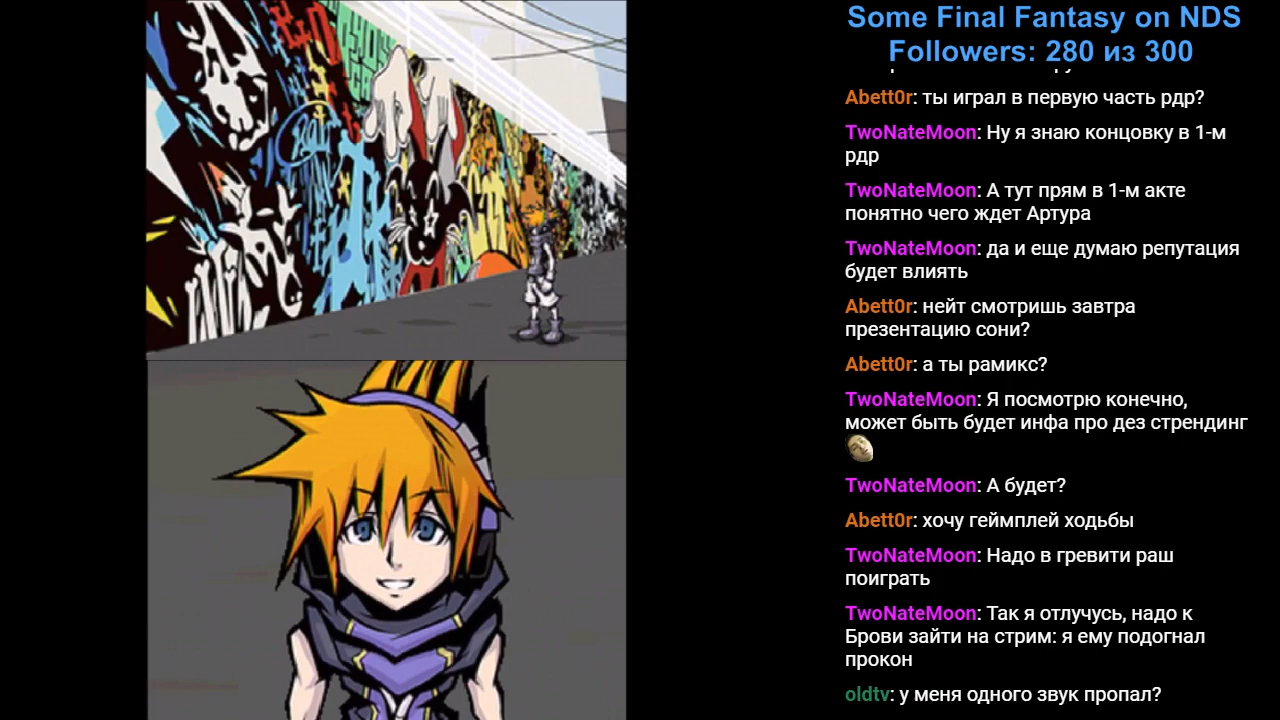 Some Final Fantasy on NDS
Followers: 280 из 300
Abett0r: ты играл в первую часть рдр?
TwoNateMoon: Ну я знаю концовку в 1-м
рдр
TwoNateMoon: А тут прям в 1-м акте
понятно чего ждет Артура
TwoNateMoon: да и еще думаю репутация
будет влиять
Abett0r: нейт смотришь завтра
презентацию сони?
Abett0r: а ты рамикс?
TwoNateMoon: Я посмотрю конечно,
может быть будет инфа про дез стрендинг
TwoNateMoon: А будет?
Abett0r: хочу геймплей ходьбы
TwoNateMoon: Надо в гревити раш
поиграть
TwoNateMoon: Так я отлучусь, надо к
Брови зайти на стрим: я ему подогнал
прокон
oldtv: у меня одного звук пропал?